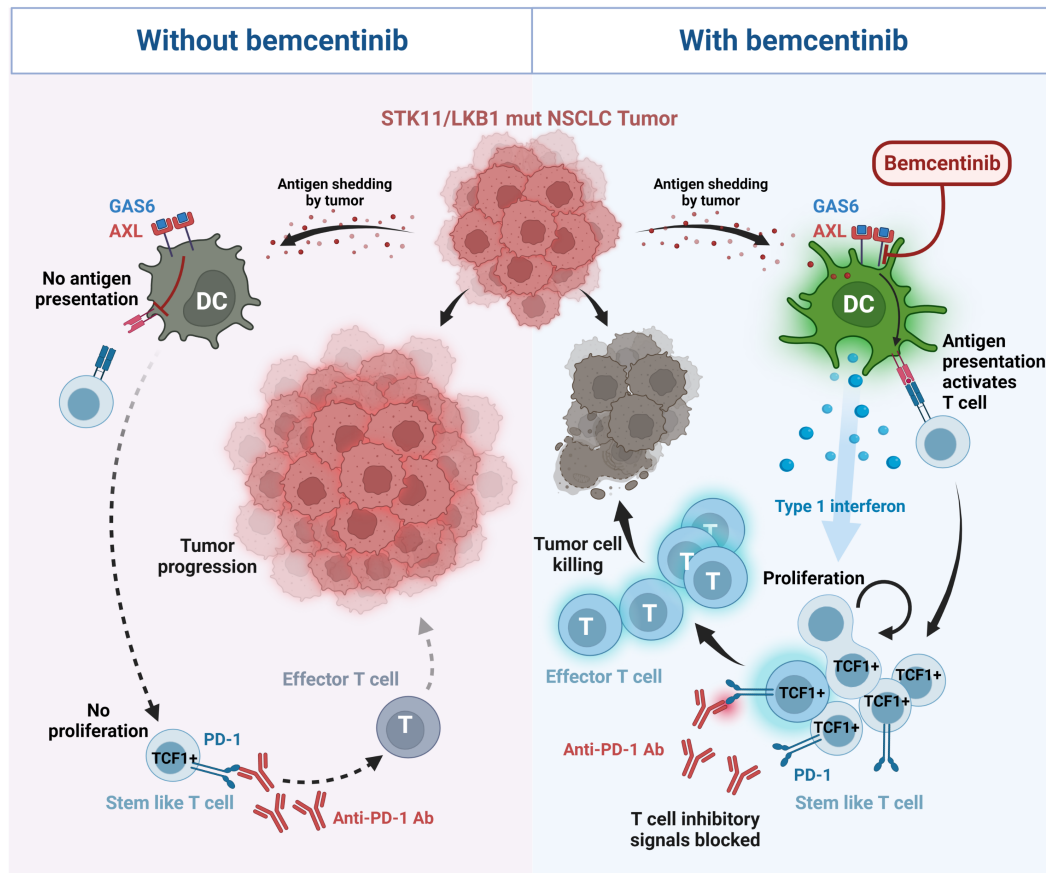 Without bemcentinib
With bemcentinib
STK11/LKB1 mut NSCLC Tumor
Antigen shedding
by tumor
GAS6
AXL
No antigen
presentation
DC
Tumor
progression
Effector T cell
T
No
proliferation
PD-1
TCF1+
Stem like T cell
Anti-PD-1 Ab
Antigen shedding
by tumor
Bemcentinib
GAS6
AXL
DC
Antigen
presentation
activates
T cell
Type 1 interferon
Tumor cell
killing
T
T
T
T
T
Effector T cell
Proliferation
TCF1+
TCF1+
TCF1+
TCF1+
TCF1+
Anti-PD-1 Ab
PD-1
Stem like T cell
T cell inhibitory
signals blocked